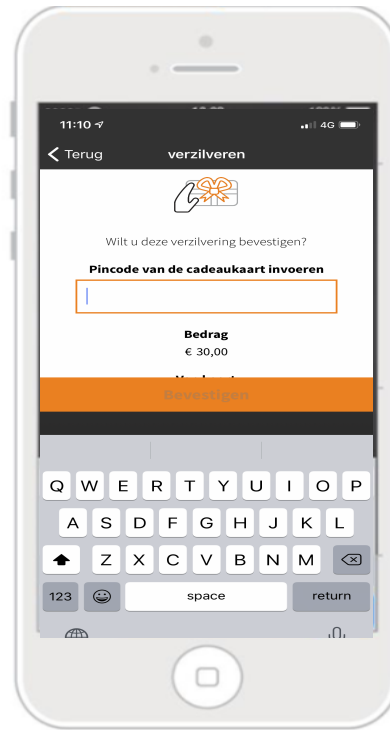 11:10
4G
Terug
verzilveren
Wilt u deze verzilvering bevestigen?
Pincode van de cadeaukaart invoeren
Bedrag
€ 30,00
Bevestigen
Q W E R T Y U I O P
A S D F G H J K L
Z X C V B N M
123 space return